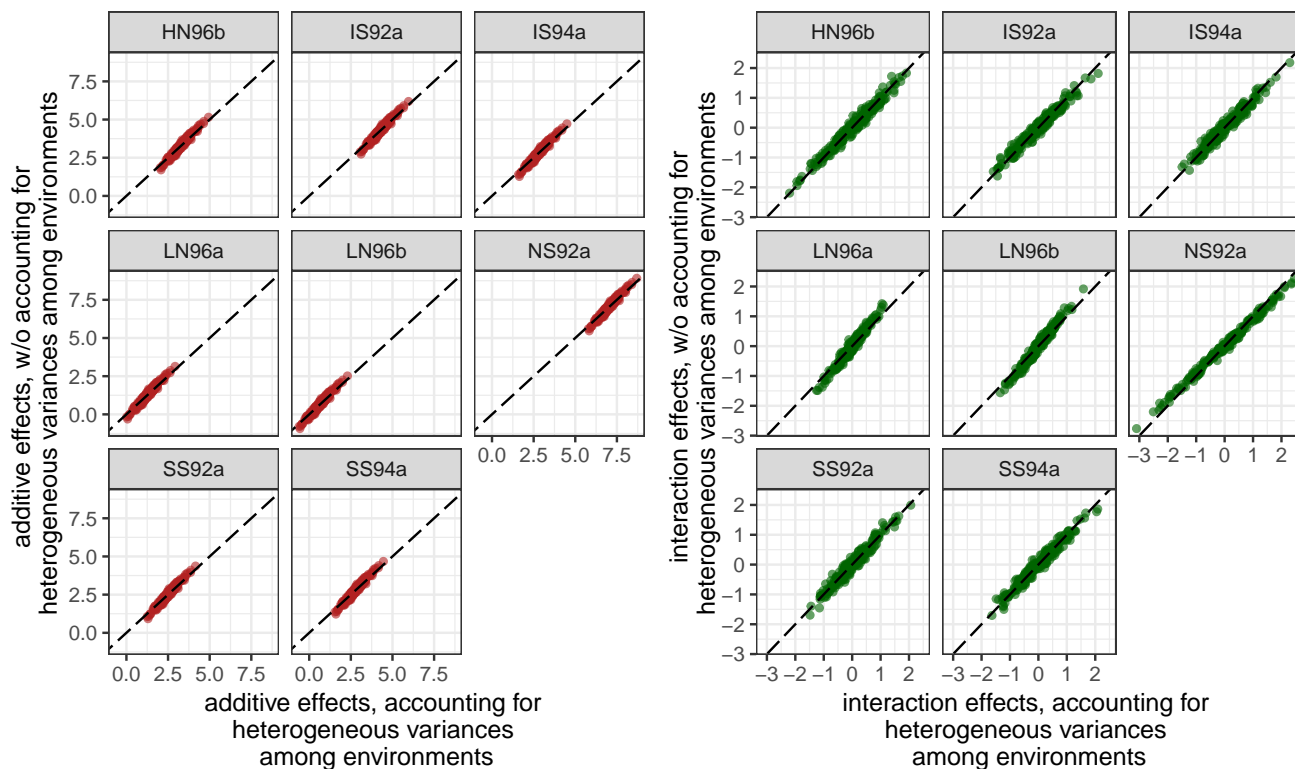 HN96b IS92a IS94a
7.5
5.0
2.5
0.0
LN96a LN96b NS92a
7.5
5.0
2.5
0.0
0.0 2.5 5.0 7.5
SS92a SS94a
7.5
5.0
2.5
0.0
0.0 2.5 5.0 7.5 0.0 2.5 5.0 7.5
additive effects, w/o accounting for
heterogeneous variances among environments
additive effects, accounting for
heterogeneous variances
among environments
HN96b IS92a IS94a
2
1
0
−1
−2
−3
LN96a LN96b NS92a
2
1
0
−1
−2
−3
−3 −2 −1 0 1 2
SS92a SS94a
2
1
0
−1
−2
−3
−3 −2 −1 0 1 2 −3 −2 −1 0 1 2
interaction effects, w/o accounting for
heterogeneous variances among environments
interaction effects, accounting for
heterogeneous variances
among environments